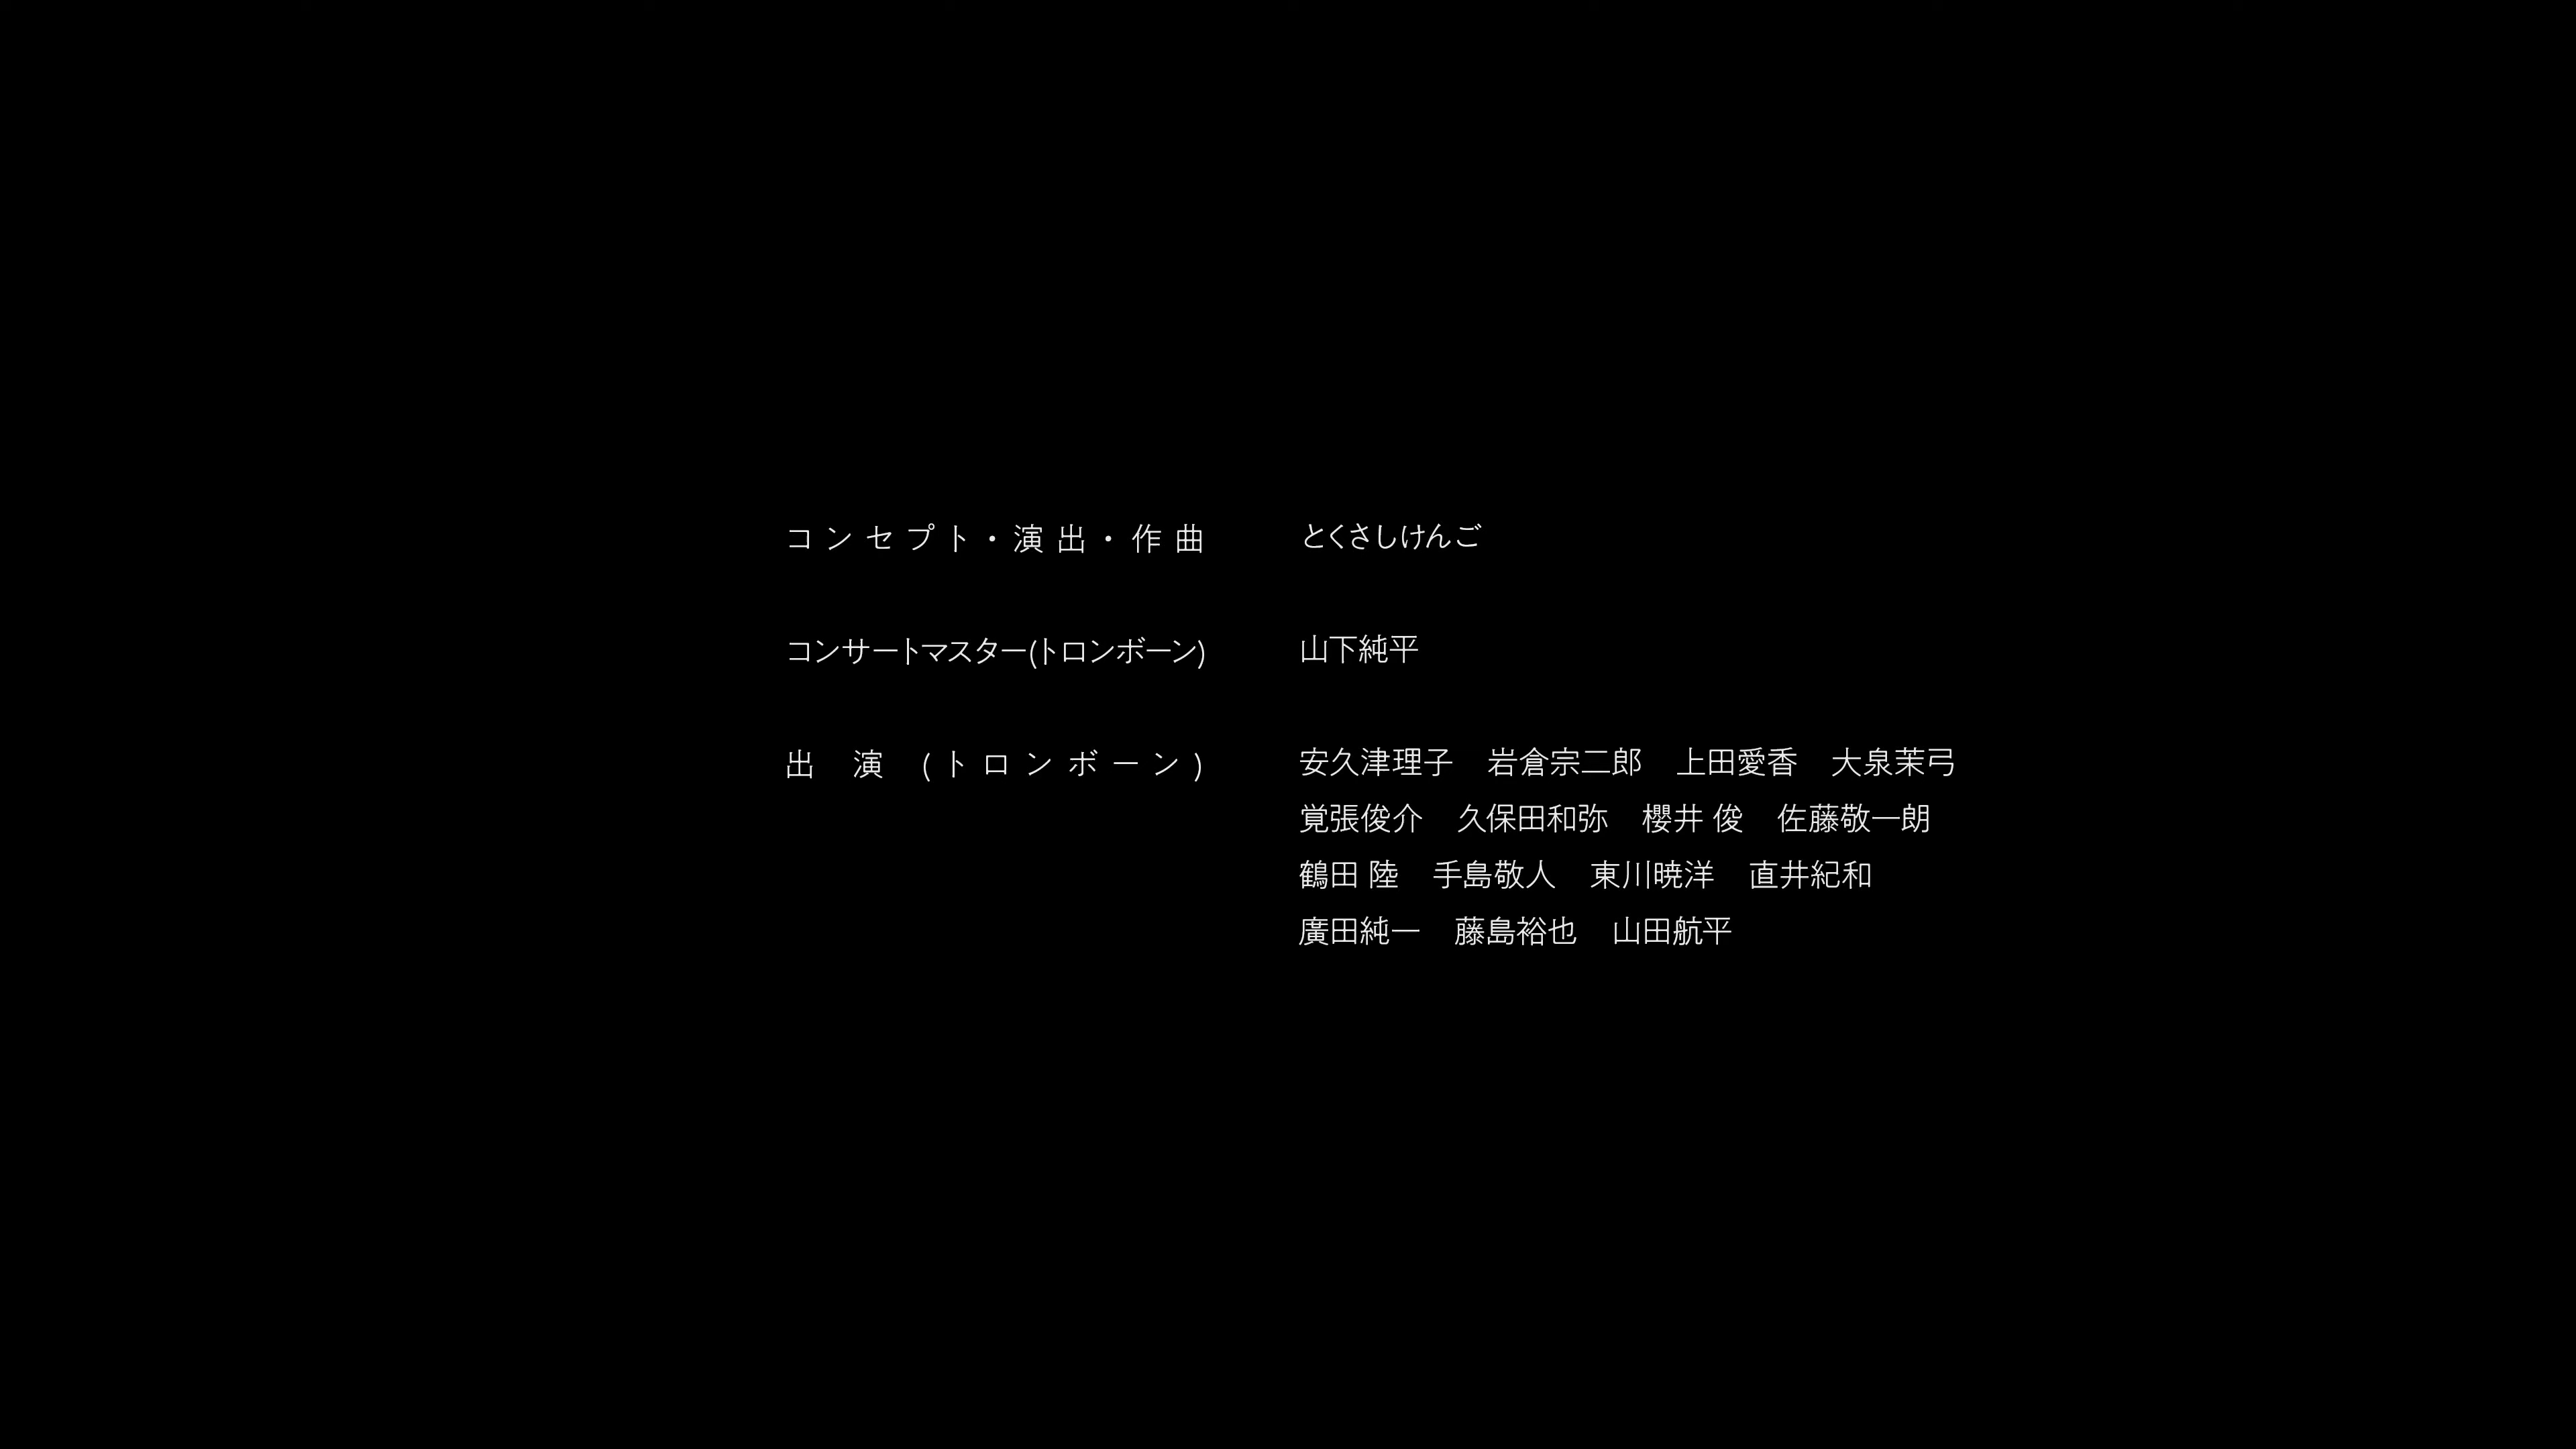 コンセプト・演出・作曲　とくさしけんご
コンサートマスター(トロンボーン)　山下純平
出演(トロンボーン)　安久津理子　岩倉宗二郎　上田愛香　大泉茉弓
覚張俊介　久保田和弥　櫻井 俊　佐藤敬一朗
鶴田 陸　手島敬人　東川暁洋　直井紀和
廣田純一　藤島裕也　山田航平